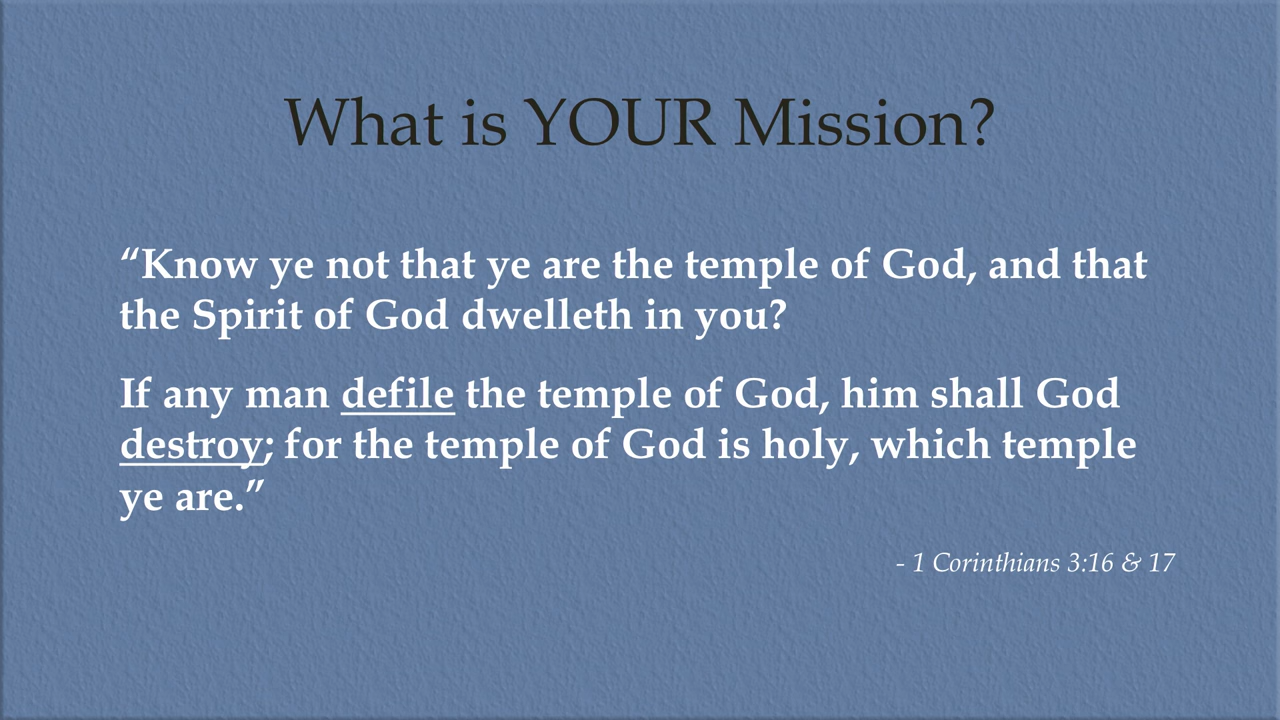 What is YOUR Mission?
“Know ye not that ye are the temple of God, and that
the Spirit of God dwelleth in you?
If any man defile the temple of God, him shall God
destroy; for the temple of God is holy, which temple
ye are.”
- 1 Corinthians 3:16 & 17